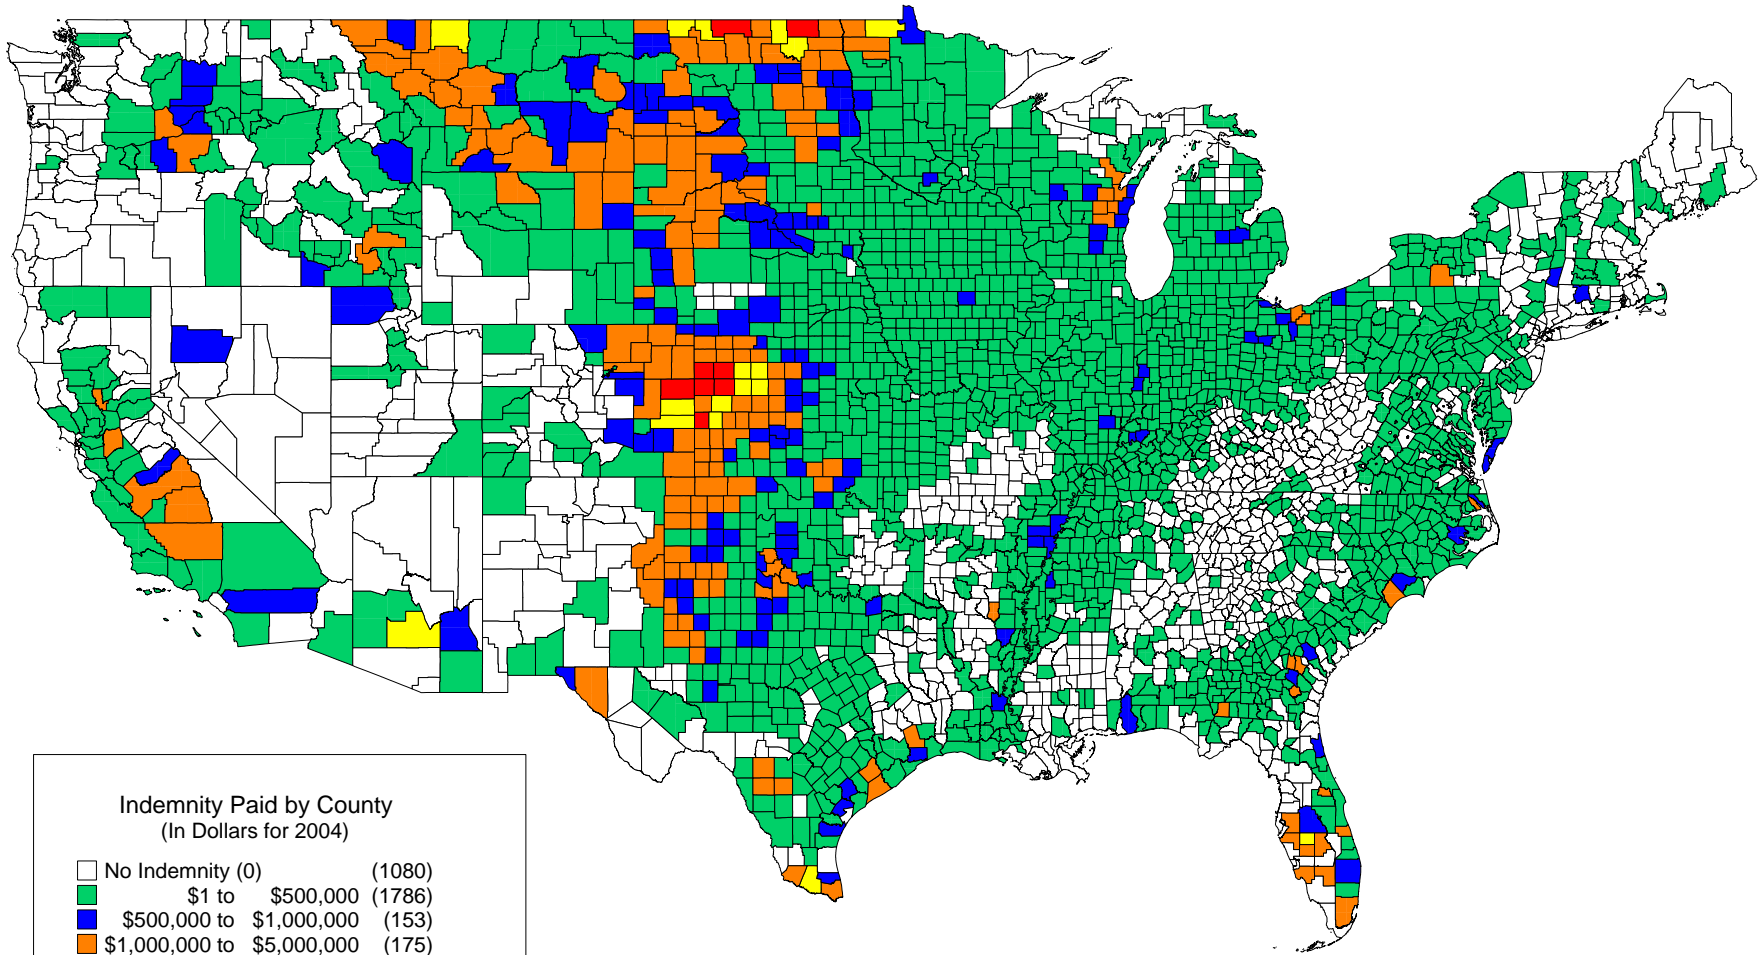 Indemnity Paid by County
(In Dollars for 2004)
No Indemnity (0) (1080)
$1 to $500,000 (1786)
$500,000 to $1,000,000 (153)
$1,000,000 to $5,000,000 (175)